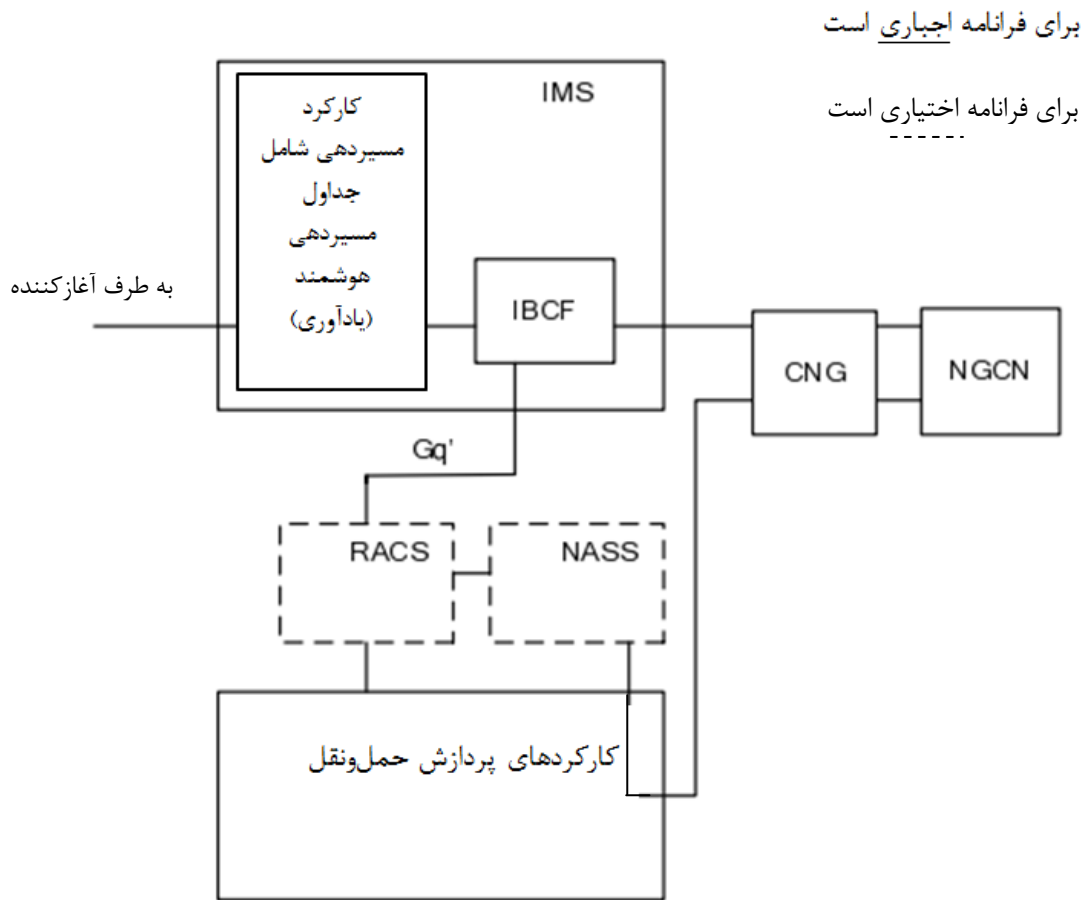 برای فرانامه اجباری است
برای فرانامه اختیاری است
IMS
کارکرد
مسیردهی شامل
جداول
مسیردهی
هوشمند
(یادآوری)
به طرف آغازکننده
IBCF
CNG
NGCN
Gq'
RACS
NASS
کارکردهای پردازش حمل‌ونقل